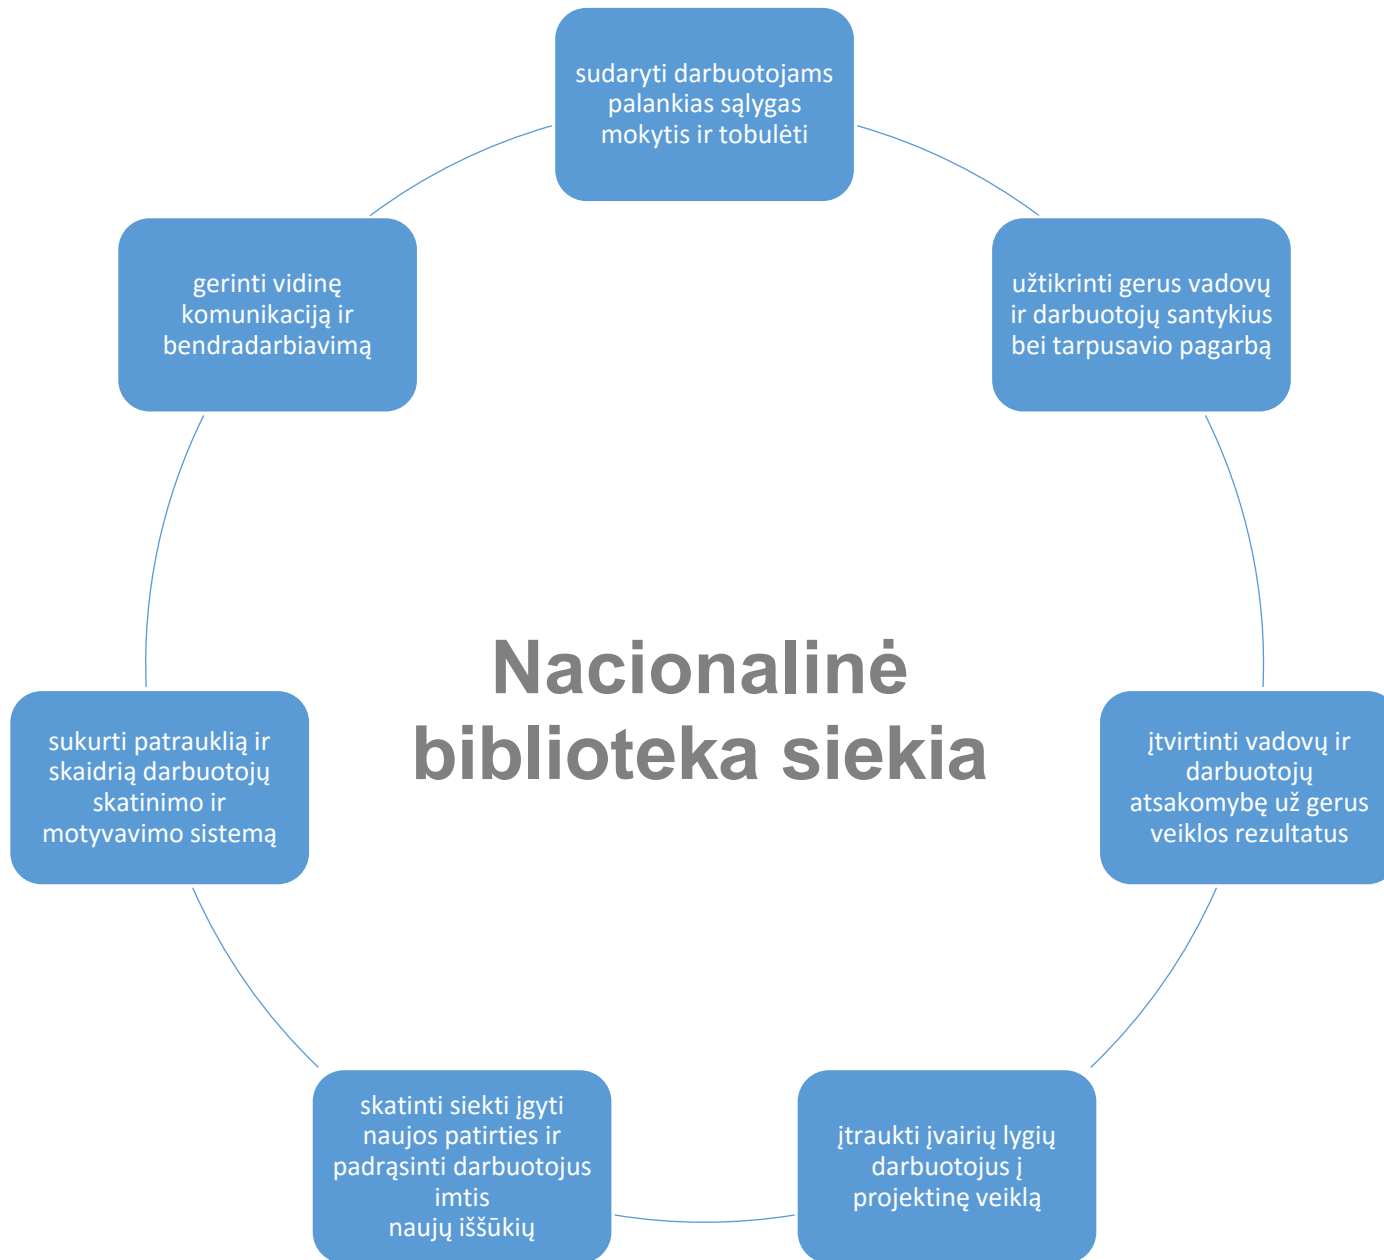 sudaryti darbuotojams
palankias sąlygas
mokytis ir tobulėti
užtikrinti gerus vadovų
ir darbuotojų santykius
bei tarpusavio pagarbą
įtvirtinti vadovų ir
darbuotojų
atsakomybę už gerus
veiklos rezultatus
įtraukti įvairių lygių
darbuotojus į
projektinę veiklą
skatinti siekti įgyti
naujos patirties ir
padrąsinti darbuotojus
imtis
naujų iššūkių
sukurti patrauklią ir
skaidrią darbuotojų
skatinimo ir
motyvavimo sistemą
gerinti vidinę
komunikaciją ir
bendradarbiavimą
Nacionalinė
biblioteka siekia